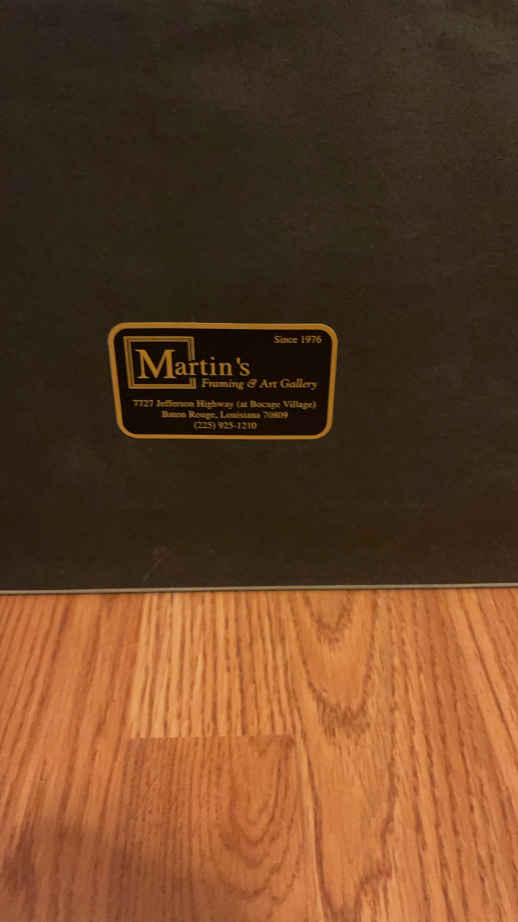 Since 1976
Martin's
Framing & Art Gallery
7727 Jefferson Highway (at Bocage Village)
Baton Rouge, Louisiana 70809
(225) 925-1210